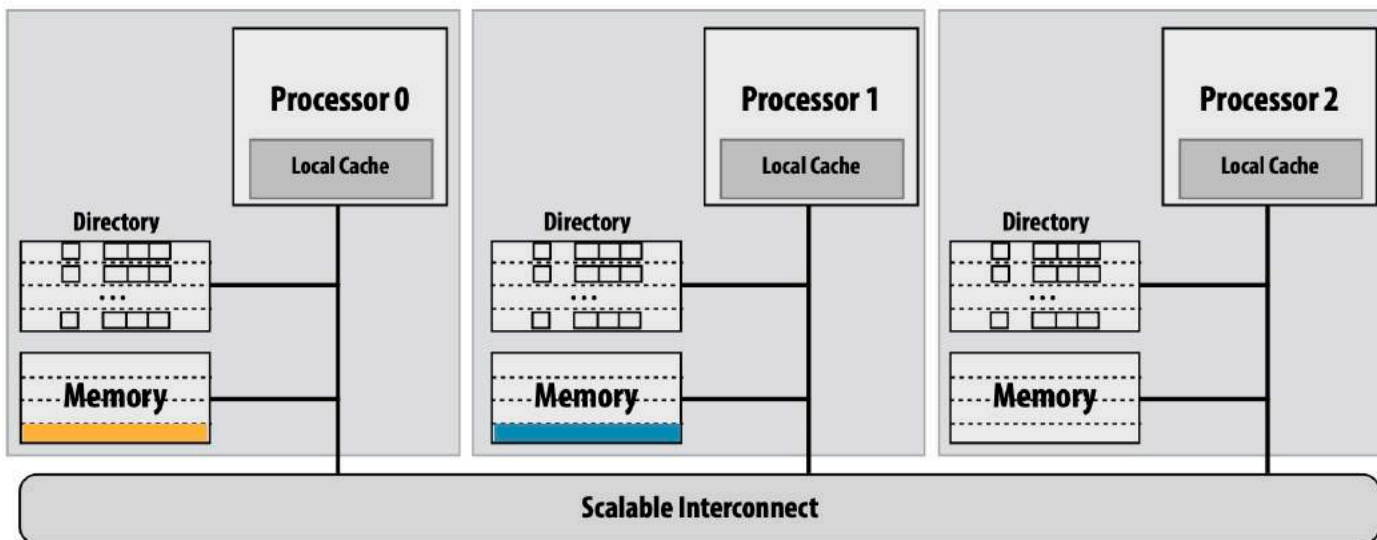 Processor 0
Local Cache
Directory
...
Memory
Processor 1
Local Cache
Directory
...
Memory
Processor 2
Local Cache
Directory
...
Memory
Scalable Interconnect